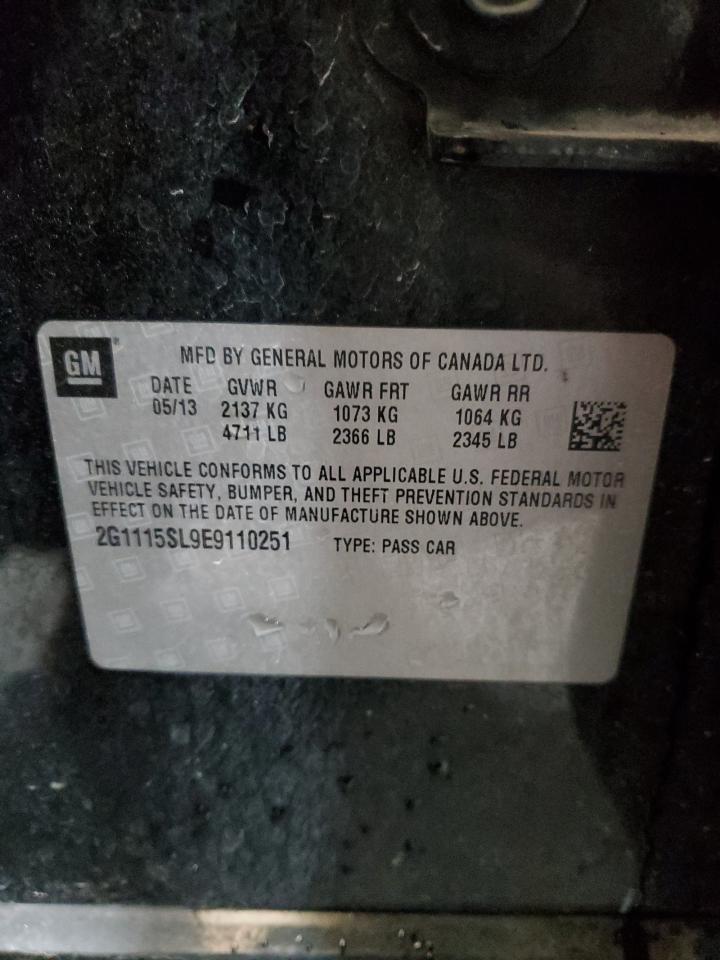 GM
MFD BY GENERAL MOTORS OF CANADA LTD.
DATE GVWR GAWR FRT GAWR RR
05/13 2137 KG 1073 KG 1064 KG
4711 LB 2366 LB 2345 LB
THIS VEHICLE CONFORMS TO ALL APPLICABLE U.S. FEDERAL MOTOR
VEHICLE SAFETY, BUMPER, AND THEFT PREVENTION STANDARDS IN
EFFECT ON THE DATE OF MANUFACTURE SHOWN ABOVE.
2G1115SL9E9110251 TYPE: PASS CAR